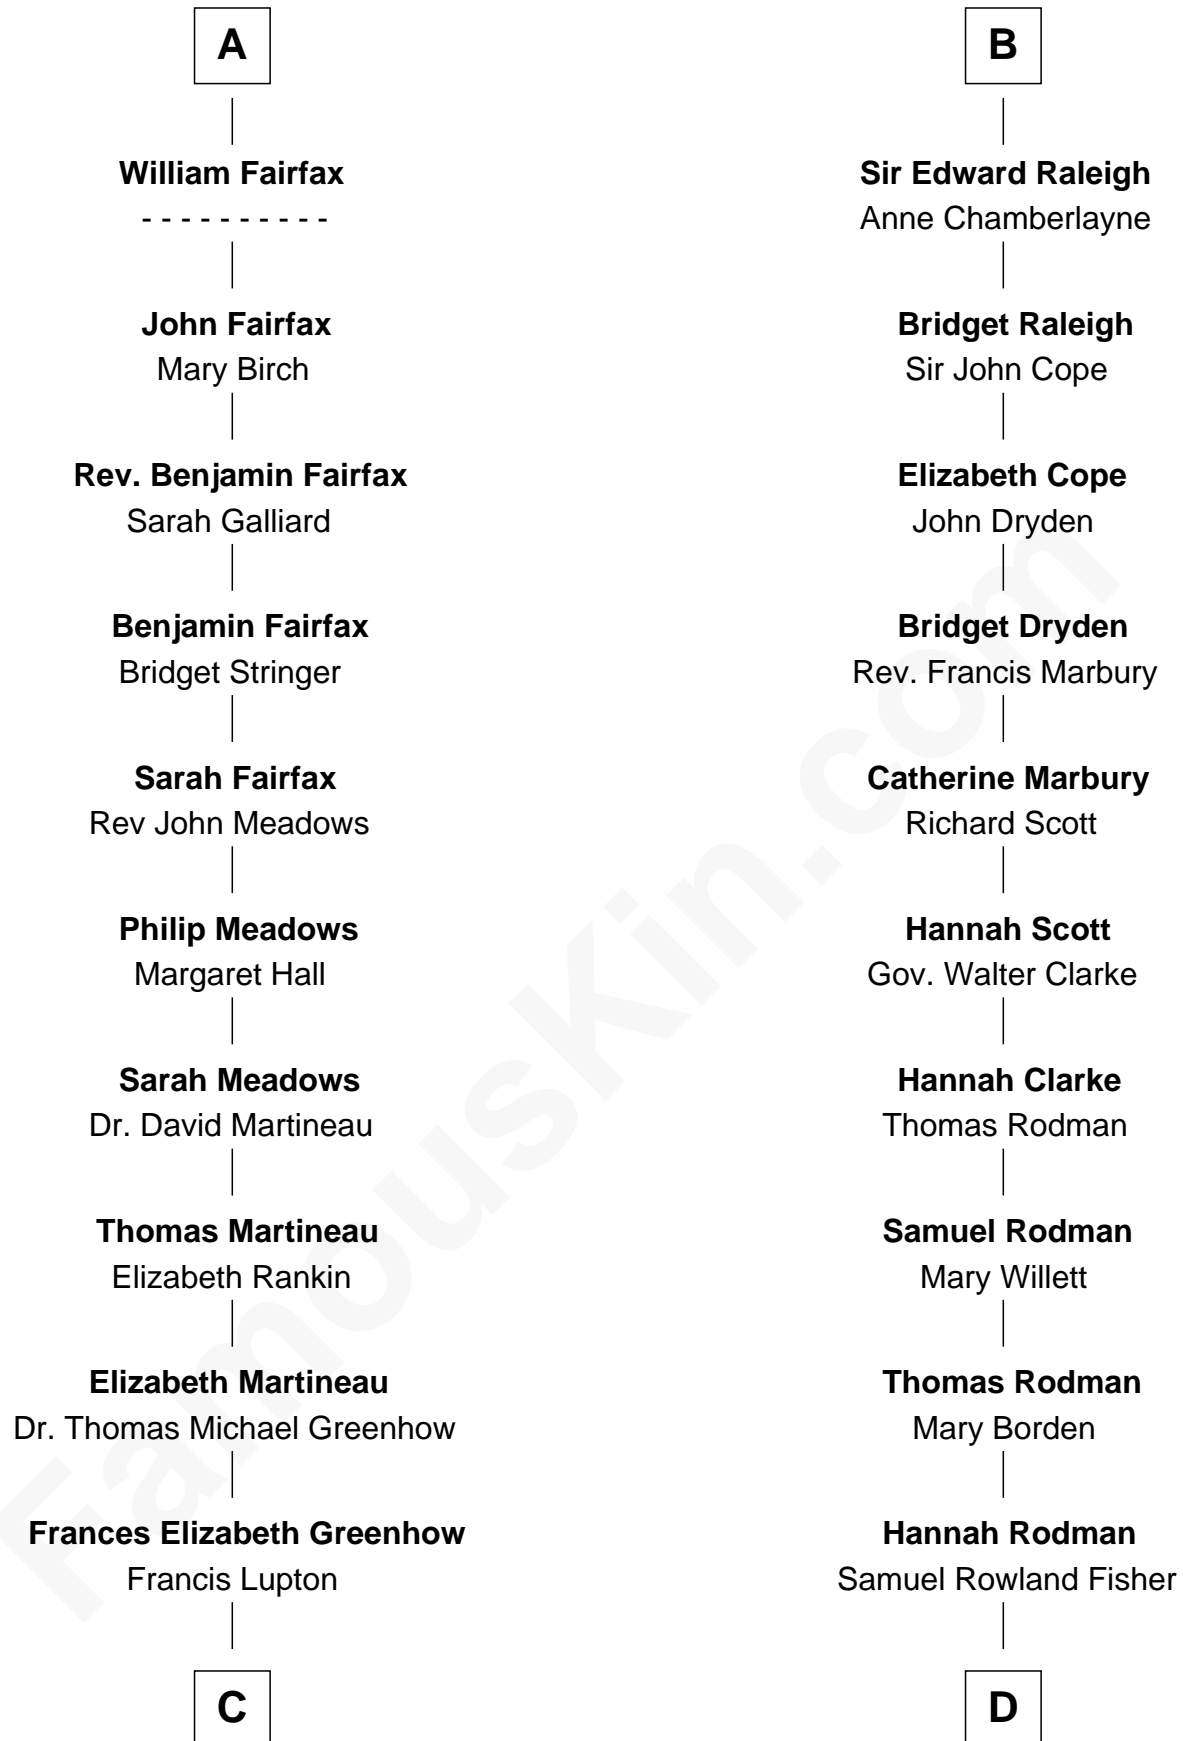 A
William Fairfax
- - - - - - - - - -
John Fairfax
Mary Birch
Rev. Benjamin Fairfax
Sarah Galliard
Benjamin Fairfax
Bridget Stringer
Sarah Fairfax
Rev John Meadows
Philip Meadows
Margaret Hall
Sarah Meadows
Dr. David Martineau
Thomas Martineau
Elizabeth Rankin
Elizabeth Martineau
Dr. Thomas Michael Greenhow
Frances Elizabeth Greenhow
Francis Lupton
C
B
Sir Edward Raleigh
Anne Chamberlayne
Bridget Raleigh
Sir John Cope
Elizabeth Cope
John Dryden
Bridget Dryden
Rev. Francis Marbury
Catherine Marbury
Richard Scott
Hannah Scott
Gov. Walter Clarke
Hannah Clarke
Thomas Rodman
Samuel Rodman
Mary Willett
Thomas Rodman
Mary Borden
Hannah Rodman
Samuel Rowland Fisher
D
FamousKin.com